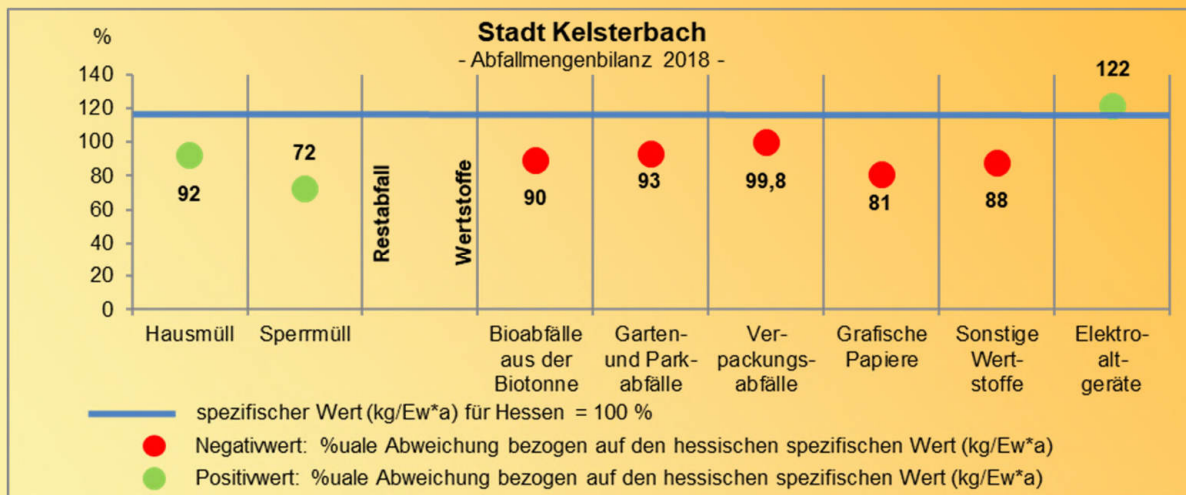 Stadt Kelsterbach
- Abfallmengenbilanz 2018 -
%
140
120
100
80
60
40
20
0
92
72
Restabfall
Wertstoffe
90
93
99,8
81
88
122
Hausmüll
Sperrmüll
Bioabfälle
aus der
Biotonne
Garten-
und Park-
abfälle
Ver-
packungs-
abfälle
Grafische
Papiere
Sonstige
Wert-
stoffe
Elektro-
alt-
geräte
spezifischer Wert (kg/Ew*a) für Hessen = 100 %
Negativwert: %uale Abweichung bezogen auf den hessischen spezifischen Wert (kg/Ew*a)
Positivwert: %uale Abweichung bezogen auf den hessischen spezifischen Wert (kg/Ew*a)